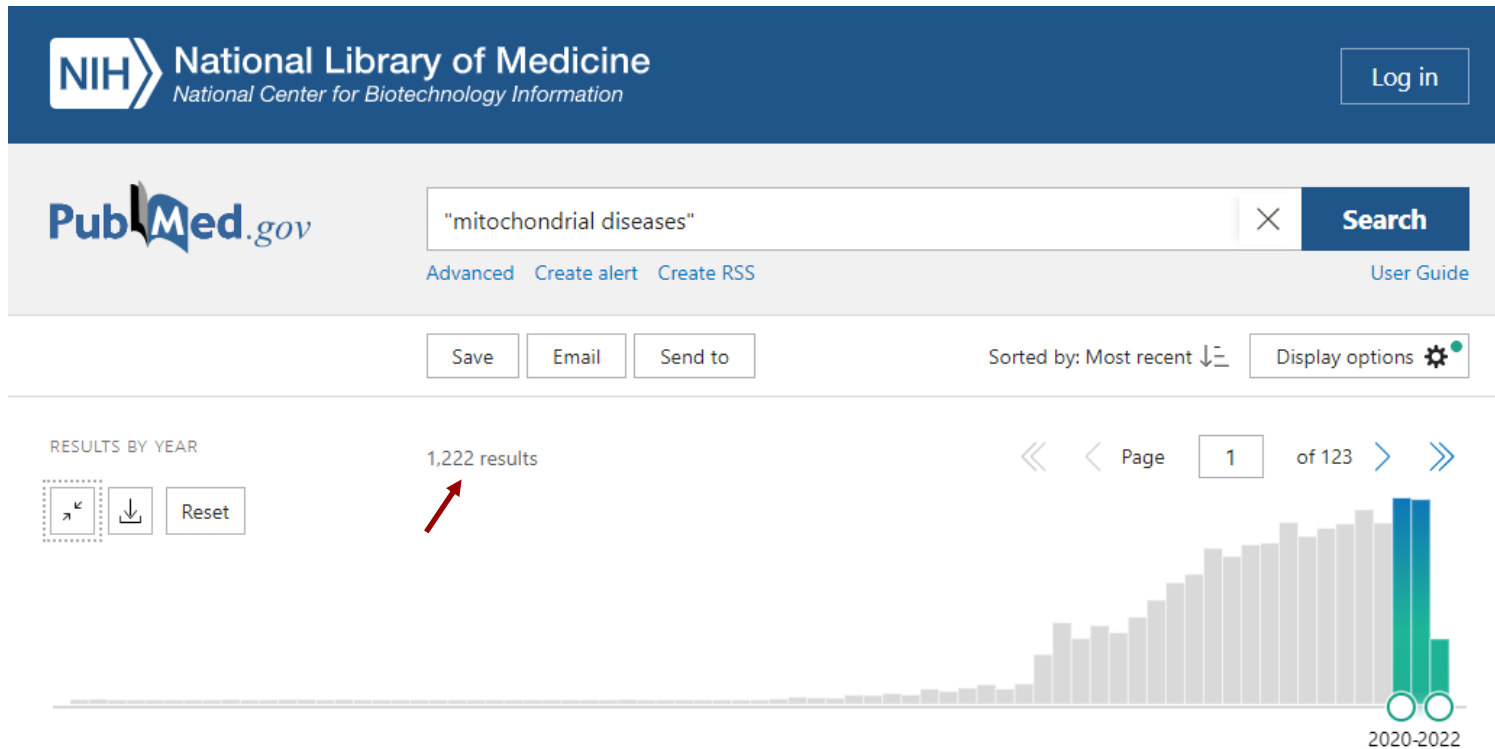 NIH National Library of Medicine
National Center for Biotechnology Information
Log in
PubMed.gov
"mitochondrial diseases"
Search
Advanced Create alert Create RSS
User Guide
Save Email Send to
Sorted by: Most recent
Display options
RESULTS BY YEAR
1,222 results
Page 1 of 123
Reset
2020-2022